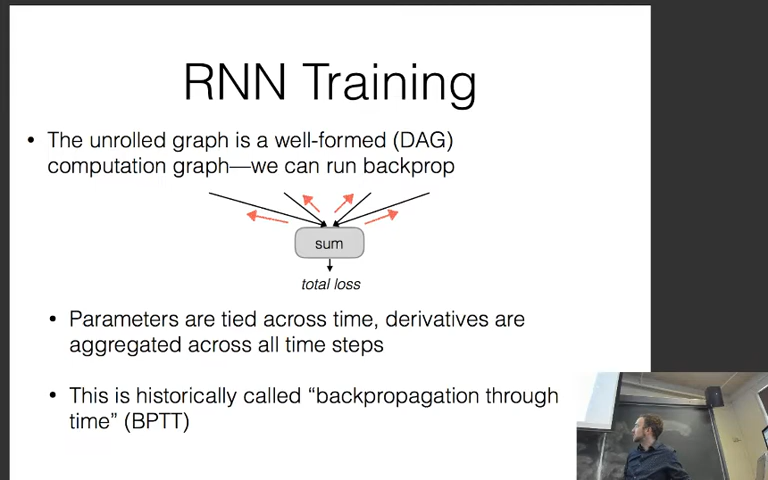 RNN Training
• The unrolled graph is a well-formed (DAG)
computation graph—we can run backprop
sum
total loss
• Parameters are tied across time, derivatives are
aggregated across all time steps
• This is historically called “backpropagation through
time” (BPTT)